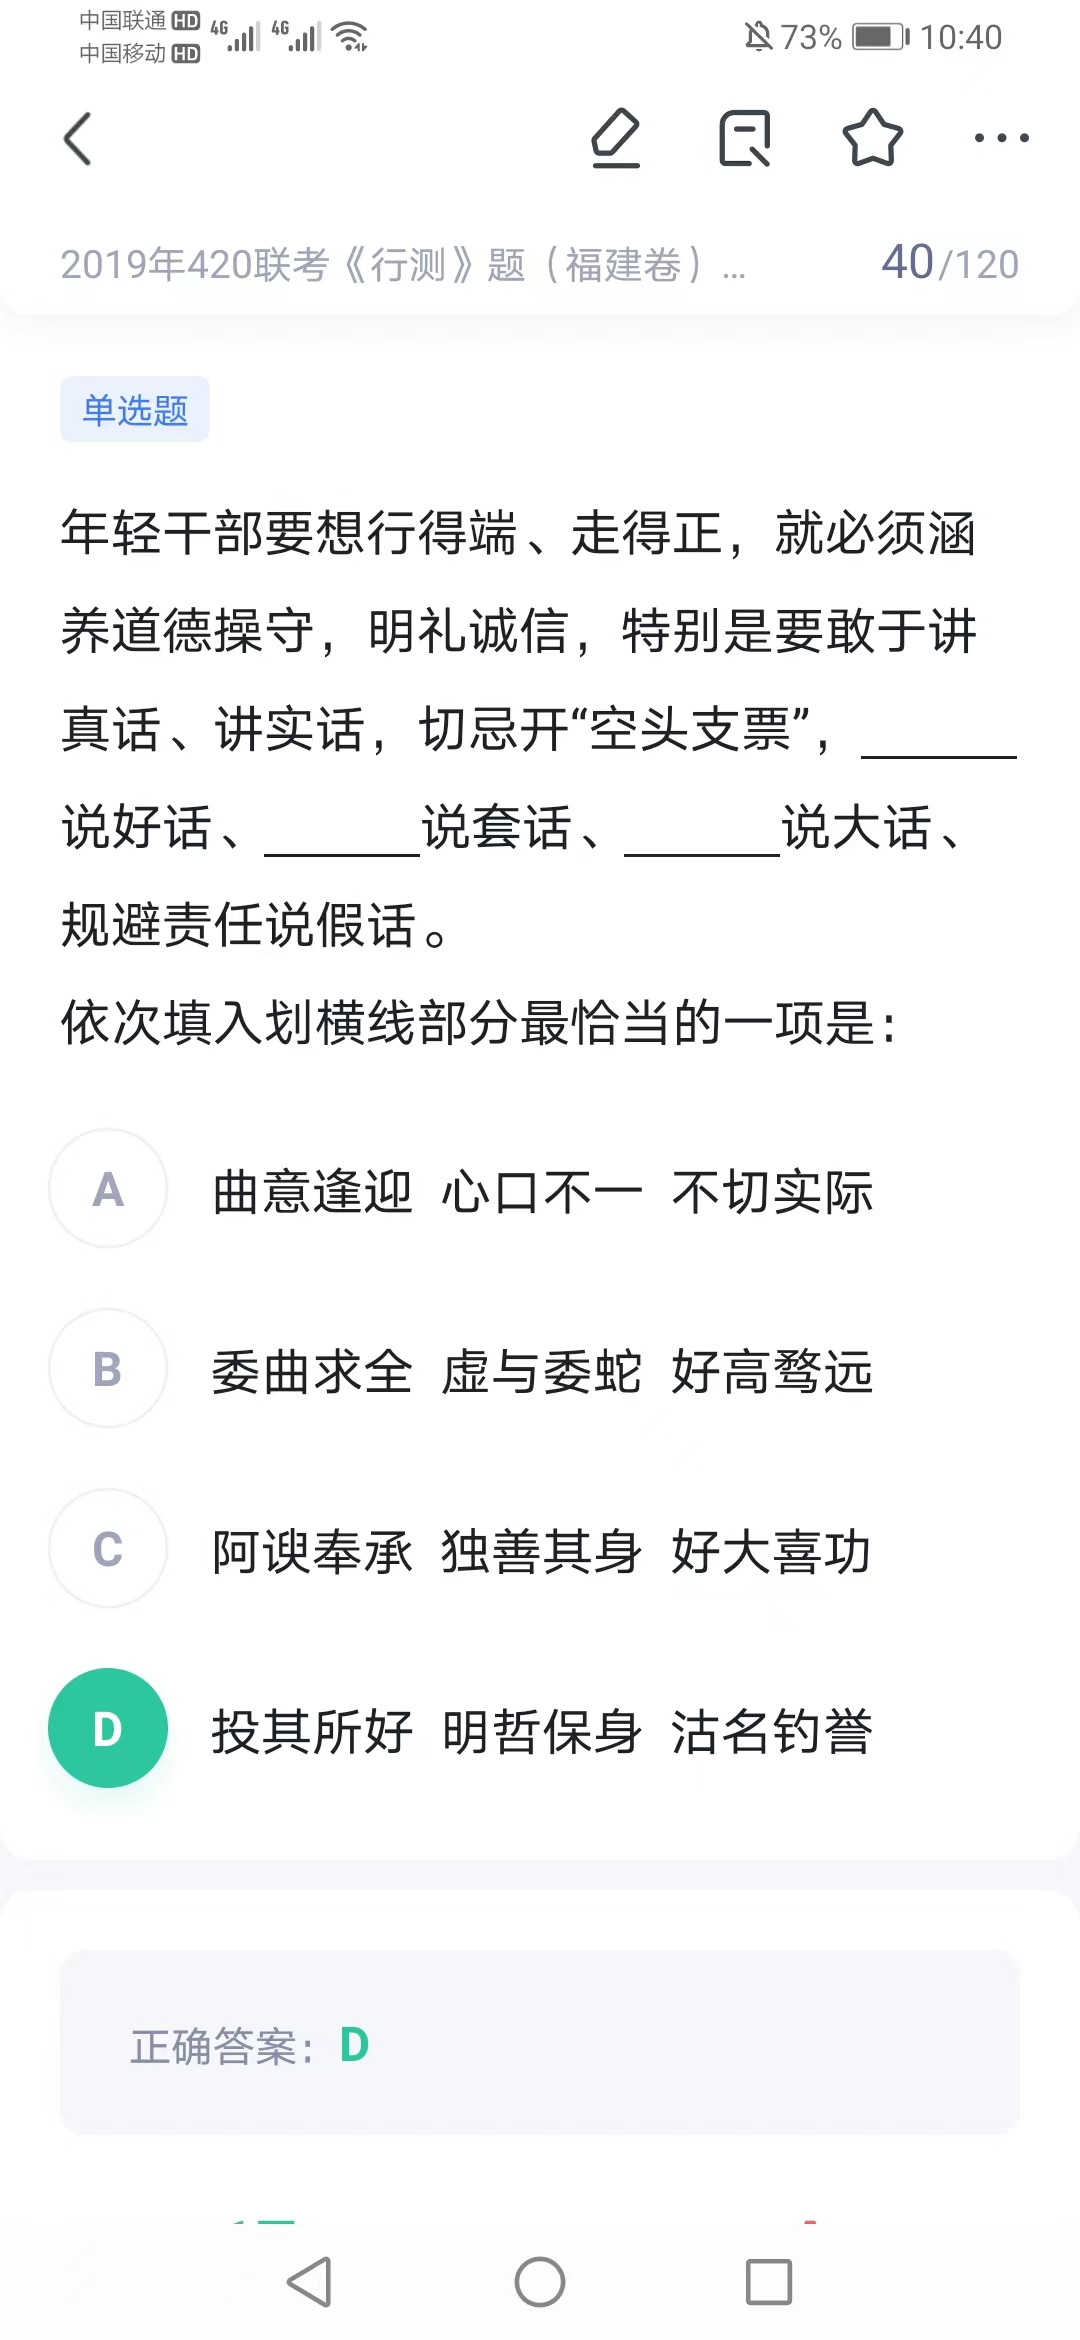 中国联通 HD 4G 4G 73% 10:40
中国移动 HD
2019年420联考《行测》题（福建卷）... 40/120
单选题
年轻干部要想行得端、走得正，就必须涵
养道德操守，明礼诚信，特别是要敢于讲
真话、讲实话，切忌开“空头支票”，______
说好话、______说套话、______说大话、
规避责任说假话。
依次填入划横线部分最恰当的一项是：
A 曲意逢迎 心口不一 不切实际
B 委曲求全 虚与委蛇 好高骛远
C 阿谀奉承 独善其身 好大喜功
D 投其所好 明哲保身 沽名钓誉
正确答案：D